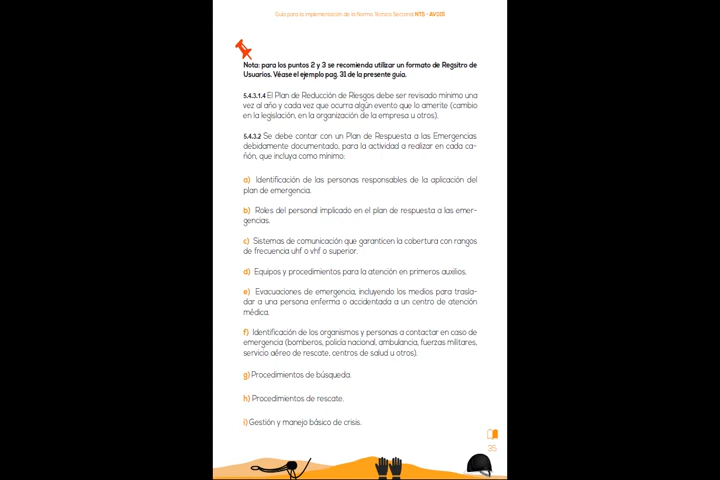 Guía para la implementación de la Norma Técnica Sectorial NTS - AV015
Nota: para los puntos 2 y 3 se recomienda utilizar un formato de Regsitro de
Usuarios. Véase el ejemplo pag. 31 de la presente guía.
5.4.3.1.4 El Plan de Reducción de Riesgos debe ser revisado mínimo una
vez al año y cada vez que ocurra algún evento que lo amerite (cambio
en la legislación, en la organización de la empresa u otros).
5.4.3.2 Se debe contar con un Plan de Respuesta a las Emergencias
debidamente documentado, para la actividad a realizar en cada ca-
ñón, que incluya como mínimo:
a) Identificación de las personas responsables de la aplicación del
plan de emergencia.
b) Roles del personal implicado en el plan de respuesta a las emer-
gencias.
c) Sistemas de comunicación que garanticen la cobertura con rangos
de frecuencia uhf o vhf o superior.
d) Equipos y procedimientos para la atención en primeros auxilios.
e) Evacuaciones de emergencia, incluyendo los medios para trasla-
dar a una persona enferma o accidentada a un centro de atención
médica.
f) Identificación de los organismos y personas a contactar en caso de
emergencia (bomberos, policía nacional, ambulancia, fuerzas militares,
servicio aéreo de rescate, centros de salud u otros).
g) Procedimientos de búsqueda.
h) Procedimientos de rescate.
i) Gestión y manejo básico de crisis.
35